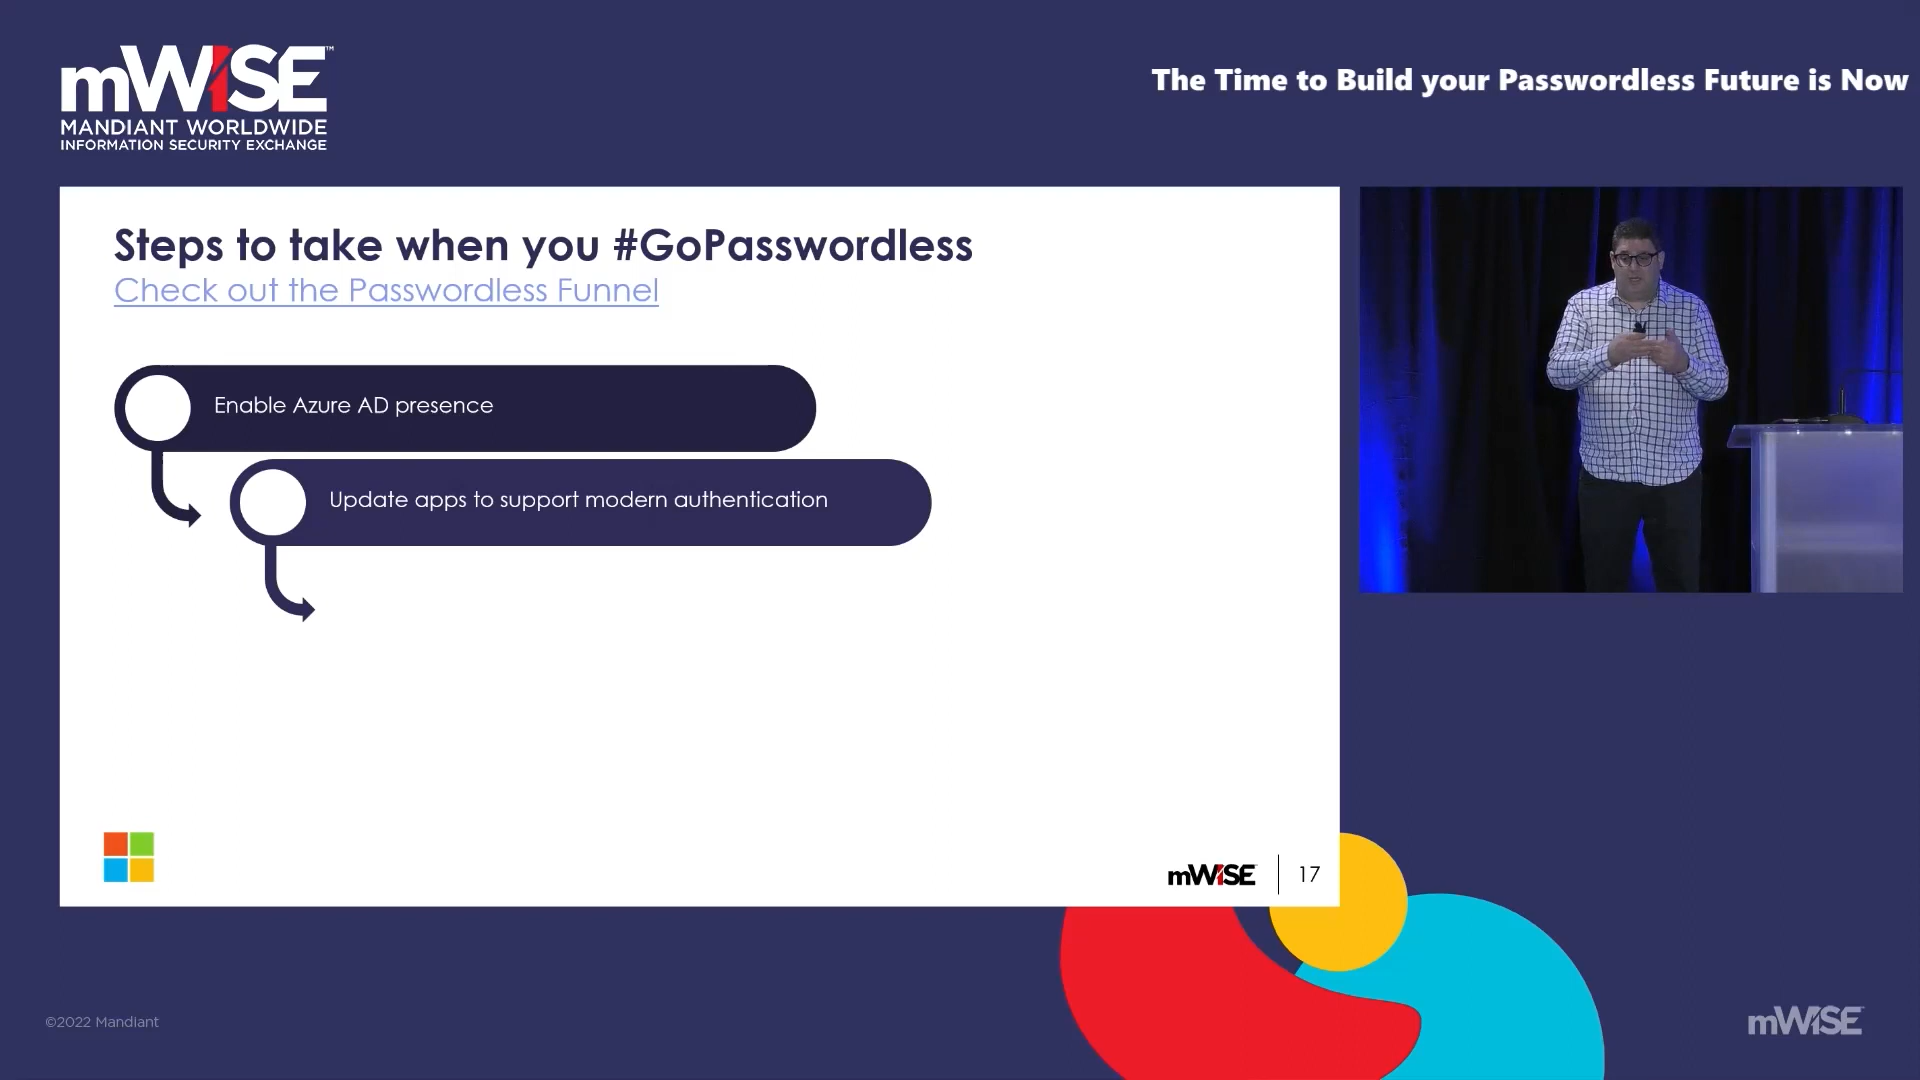 mWISE™
MANDIANT WORLDWIDE
INFORMATION SECURITY EXCHANGE
The Time to Build your Passwordless Future is Now
Steps to take when you #GoPasswordless
Check out the Passwordless Funnel
Enable Azure AD presence
Update apps to support modern authentication
mWISE
17
©2022 Mandiant
mWISE